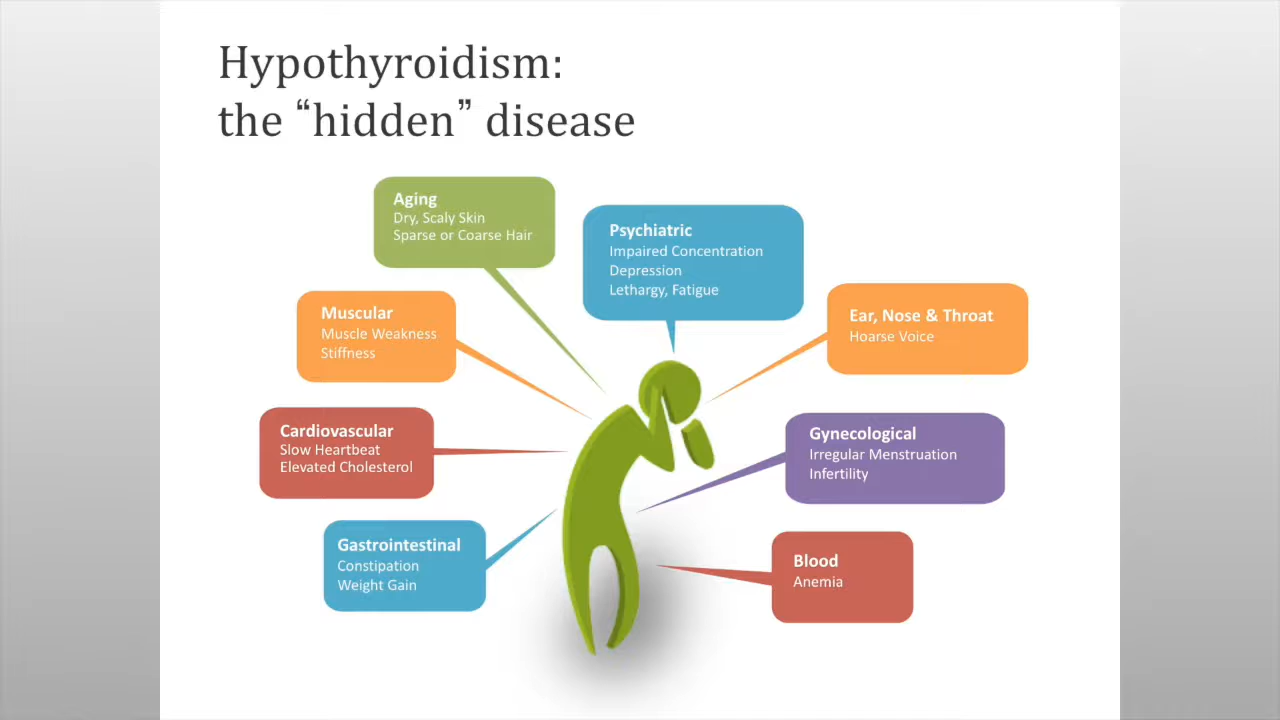 Hypothyroidism:
the “hidden” disease
Aging
Dry, Scaly Skin
Sparse or Coarse Hair
Psychiatric
Impaired Concentration
Depression
Lethargy, Fatigue
Muscular
Muscle Weakness
Stiffness
Ear, Nose & Throat
Hoarse Voice
Cardiovascular
Slow Heartbeat
Elevated Cholesterol
Gynecological
Irregular Menstruation
Infertility
Gastrointestinal
Constipation
Weight Gain
Blood
Anemia